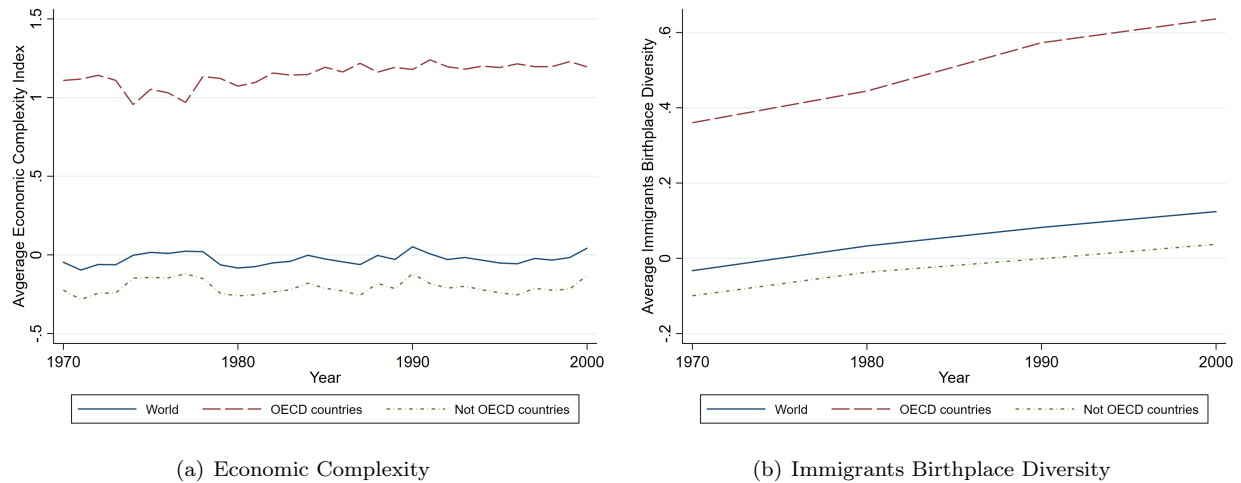 Avgerage Economic Complexity Index
1.5
1
.5
0
-.5
1970 1980 1990 2000
Year
World OECD countries Not OECD countries
(a) Economic Complexity
Average Immigrants Birthplace Diversity
.6
.4
.2
0
-.2
1970 1980 1990 2000
Year
World OECD countries Not OECD countries
(b) Immigrants Birthplace Diversity